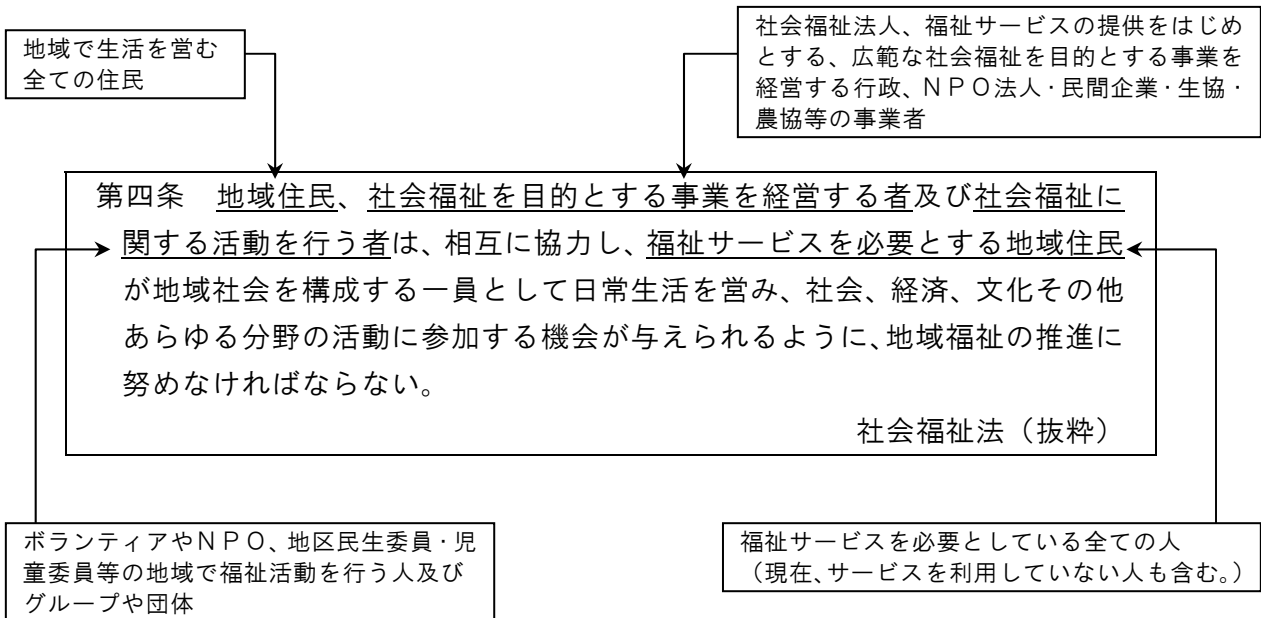 地域で生活を営む
全ての住民
社会福祉法人、福祉サービスの提供をはじめ
とする、広範な社会福祉を目的とする事業を
経営する行政、ＮＰＯ法人・民間企業・生協・
農協等の事業者
第四条　地域住民、社会福祉を目的とする事業を経営する者及び社会福祉に
関する活動を行う者は、相互に協力し、福祉サービスを必要とする地域住民
が地域社会を構成する一員として日常生活を営み、社会、経済、文化その他
あらゆる分野の活動に参加する機会が与えられるように、地域福祉の推進に
努めなければならない。
社会福祉法（抜粋）
ボランティアやＮＰＯ、地区民生委員・児
童委員等の地域で福祉活動を行う人及び
グループや団体
福祉サービスを必要としている全ての人
（現在、サービスを利用していない人も含む。）